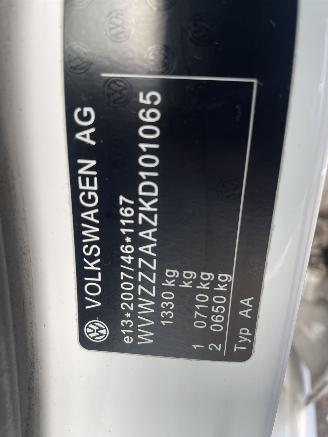 VOLKSWAGEN AG
e13*2007/46*1167
WVWZZZAAZKD101065
1330 kg
1 0710 kg
2 0650 kg
Typ AA